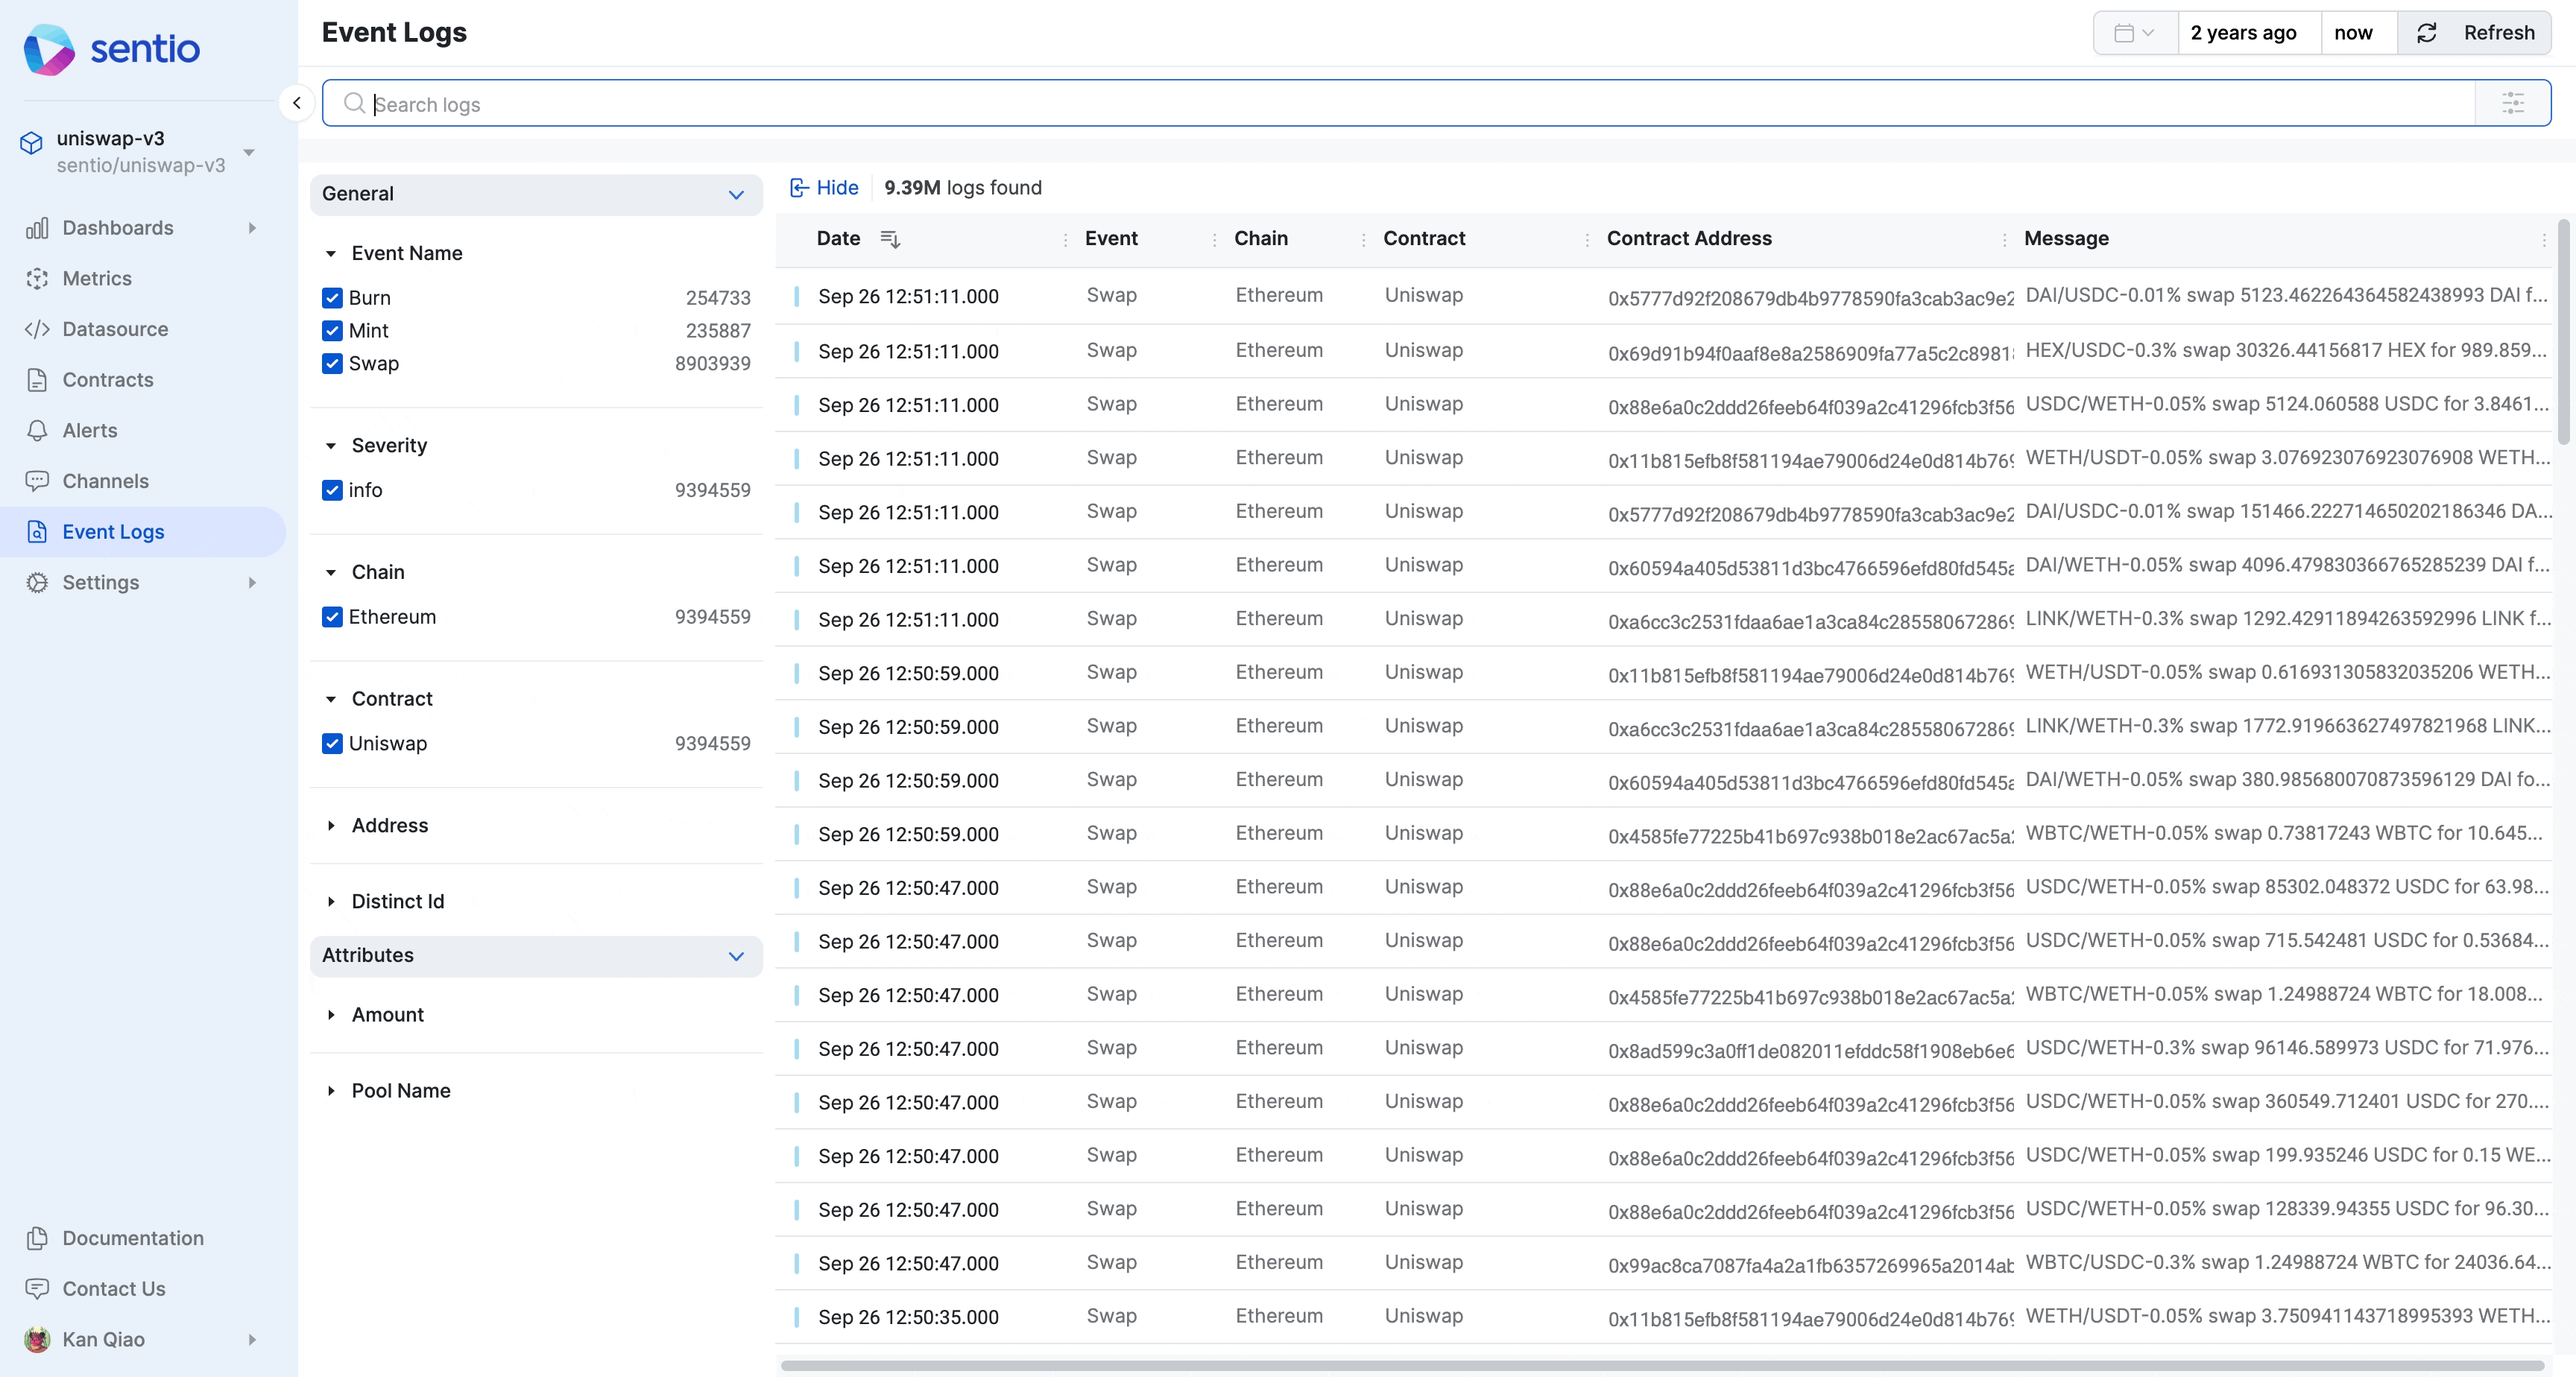 sentio
uniswap-v3
sentio/uniswap-v3
Dashboards
Metrics
Datasource
Contracts
Alerts
Channels
Event Logs
Settings
Documentation
Contact Us
Kan Qiao
Event Logs
2 years ago now Refresh
Search logs
General
Event Name
Burn 254733
Mint 235887
Swap 8903939
Severity
info 9394559
Chain
Ethereum 9394559
Contract
Uniswap 9394559
Address
Distinct Id
Attributes
Amount
Pool Name
Hide 9.39M logs found
Date Event Chain Contract Contract Address Message
Sep 26 12:51:11.000 Swap Ethereum Uniswap 0x5777d92f208679db4b9778590fa3cab3ac9e2 DAI/USDC-0.01% swap 5123.462264364582438993 DAI f...
Sep 26 12:51:11.000 Swap Ethereum Uniswap 0x69d91b94f0aaf8e8a2586909fa77a5c2c8981 HEX/USDC-0.3% swap 30326.44156817 HEX for 989.859...
Sep 26 12:51:11.000 Swap Ethereum Uniswap 0x88e6a0c2ddd26feeb64f039a2c41296fcb3f56 USDC/WETH-0.05% swap 5124.060588 USDC for 3.8461...
Sep 26 12:51:11.000 Swap Ethereum Uniswap 0x11b815efb8f581194ae79006d24e0d814b769 WETH/USDT-0.05% swap 3.076923076923076908 WETH...
Sep 26 12:51:11.000 Swap Ethereum Uniswap 0x5777d92f208679db4b9778590fa3cab3ac9e2 DAI/USDC-0.01% swap 151466.222714650202186346 DA...
Sep 26 12:51:11.000 Swap Ethereum Uniswap 0x60594a405d53811d3bc4766596efd80fd545a DAI/WETH-0.05% swap 4096.479830366765285239 DAI f...
Sep 26 12:51:11.000 Swap Ethereum Uniswap 0xa6cc3c2531fdaa6ae1a3ca84c285580672869 LINK/WETH-0.3% swap 1292.42911894263592996 LINK f...
Sep 26 12:50:59.000 Swap Ethereum Uniswap 0x11b815efb8f581194ae79006d24e0d814b769 WETH/USDT-0.05% swap 0.616931305832035206 WETH...
Sep 26 12:50:59.000 Swap Ethereum Uniswap 0xa6cc3c2531fdaa6ae1a3ca84c285580672869 LINK/WETH-0.3% swap 1772.919663627497821968 LINK...
Sep 26 12:50:59.000 Swap Ethereum Uniswap 0x60594a405d53811d3bc4766596efd80fd545a DAI/WETH-0.05% swap 380.985680070873596129 DAI fo...
Sep 26 12:50:59.000 Swap Ethereum Uniswap 0x4585fe77225b41b697c938b018e2ac67ac5a WBTC/WETH-0.05% swap 0.73817243 WBTC for 10.645...
Sep 26 12:50:47.000 Swap Ethereum Uniswap 0x88e6a0c2ddd26feeb64f039a2c41296fcb3f56 USDC/WETH-0.05% swap 85302.048372 USDC for 63.98...
Sep 26 12:50:47.000 Swap Ethereum Uniswap 0x88e6a0c2ddd26feeb64f039a2c41296fcb3f56 USDC/WETH-0.05% swap 715.542481 USDC for 0.53684...
Sep 26 12:50:47.000 Swap Ethereum Uniswap 0x4585fe77225b41b697c938b018e2ac67ac5a WBTC/WETH-0.05% swap 1.24988724 WBTC for 18.008...
Sep 26 12:50:47.000 Swap Ethereum Uniswap 0x8ad599c3a0ff1de082011efddc58f1908eb6e6 USDC/WETH-0.3% swap 96146.589973 USDC for 71.976...
Sep 26 12:50:47.000 Swap Ethereum Uniswap 0x88e6a0c2ddd26feeb64f039a2c41296fcb3f56 USDC/WETH-0.05% swap 360549.712401 USDC for 270....
Sep 26 12:50:47.000 Swap Ethereum Uniswap 0x88e6a0c2ddd26feeb64f039a2c41296fcb3f56 USDC/WETH-0.05% swap 199.935246 USDC for 0.15 WE...
Sep 26 12:50:47.000 Swap Ethereum Uniswap 0x88e6a0c2ddd26feeb64f039a2c41296fcb3f56 USDC/WETH-0.05% swap 128339.94355 USDC for 96.30...
Sep 26 12:50:47.000 Swap Ethereum Uniswap 0x99ac8ca7087fa4a2a1fb6357269965a2014ab WBTC/USDC-0.3% swap 1.24988724 WBTC for 24036.64...
Sep 26 12:50:35.000 Swap Ethereum Uniswap 0x11b815efb8f581194ae79006d24e0d814b769 WETH/USDT-0.05% swap 3.750941143718995393 WETH...